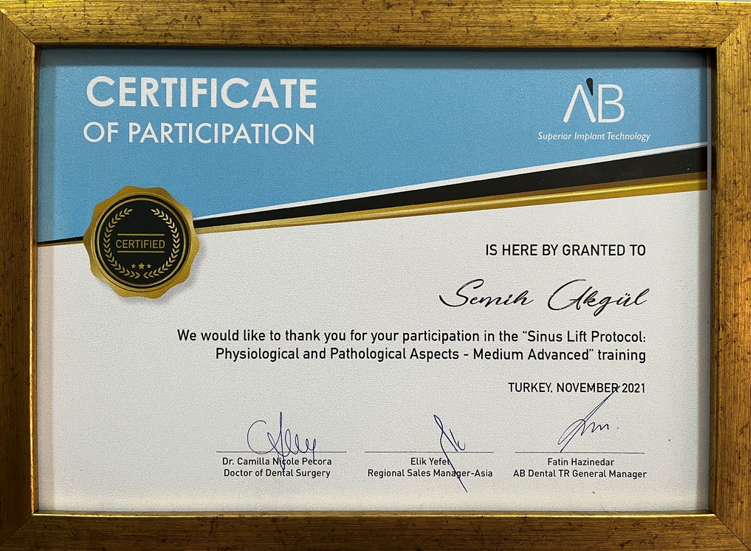 CERTIFICATE
OF PARTICIPATION
AB
Superior Implant Technology
CERTIFIED
IS HERE BY GRANTED TO
Semih Akgül
We would like to thank you for your participation in the “Sinus Lift Protocol:
Physiological and Pathological Aspects - Medium Advanced” training
TURKEY, NOVEMBER 2021
Dr. Camilla Nicole Pecora
Doctor of Dental Surgery
Elik Yefet
Regional Sales Manager-Asia
Fatin Hazinedar
AB Dental TR General Manager